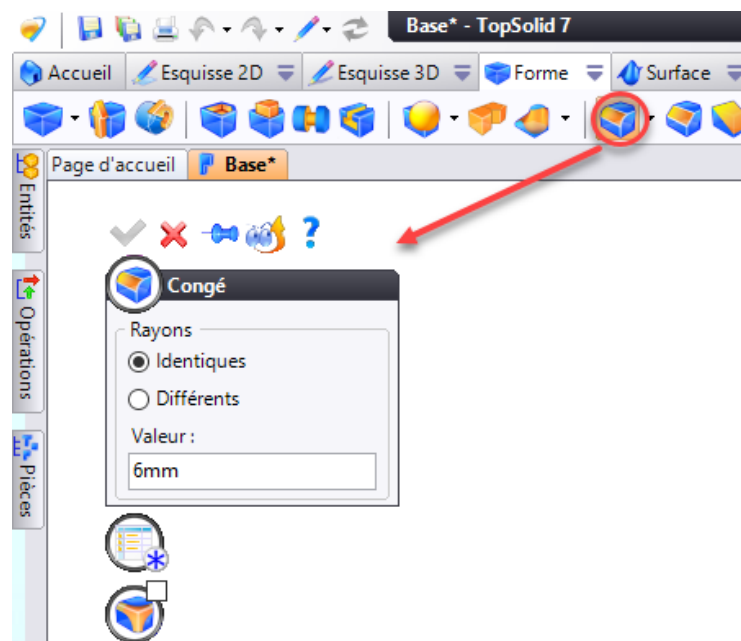 Base* - TopSolid 7
Accueil Esquisse 2D Esquisse 3D Forme Surface
Page d'accueil Base*
Entités
Opérations
Pièces
?
Congé
Rayons
Identiques
Différents
Valeur :
6mm